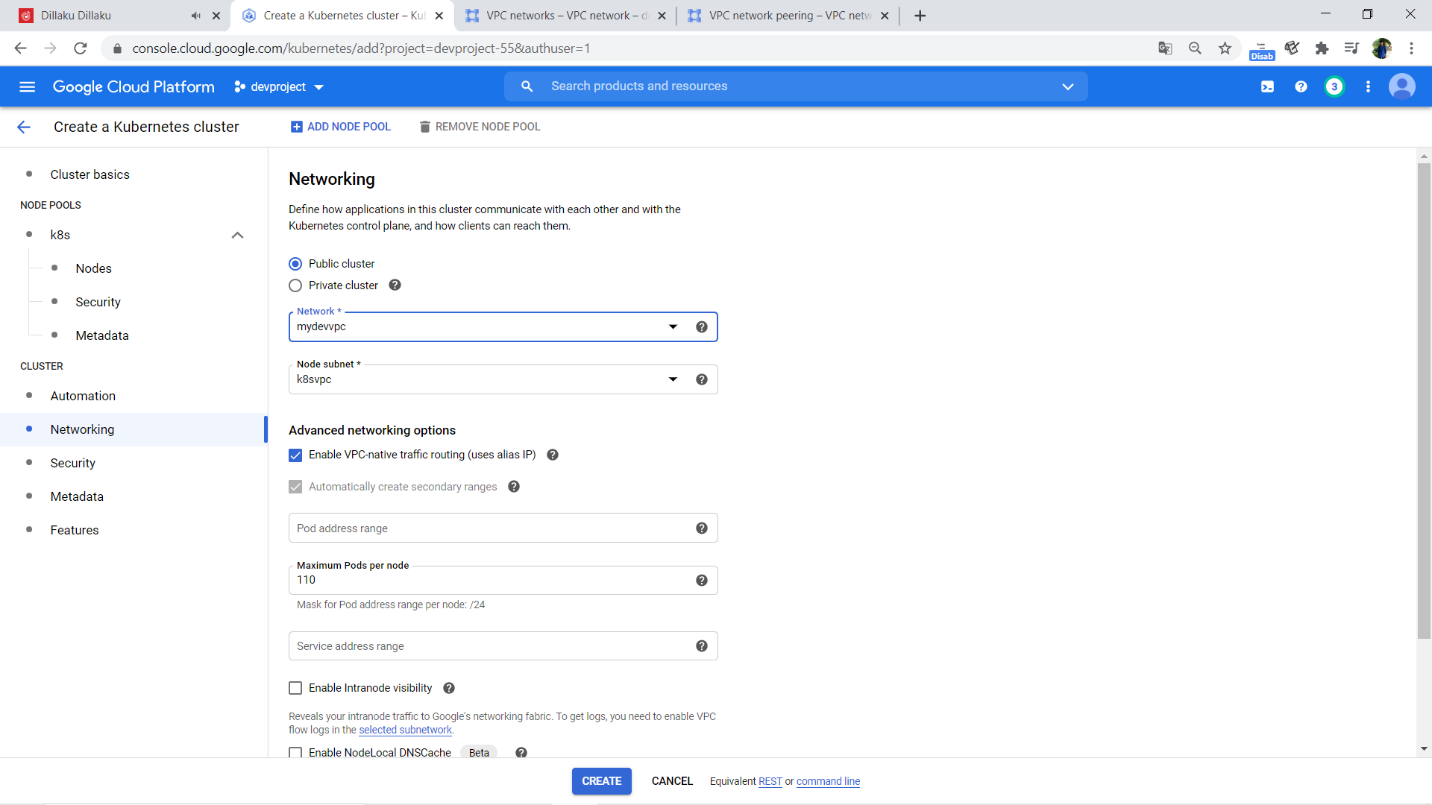 Dillaku Dillaku
Create a Kubernetes cluster – Ku
VPC networks – VPC network – d
VPC network peering – VPC netw
console.cloud.google.com/kubernetes/add?project=devproject-55&authuser=1
Disab
Google Cloud Platform
devproject
Search products and resources
3
Create a Kubernetes cluster
ADD NODE POOL
REMOVE NODE POOL
Cluster basics
NODE POOLS
k8s
Nodes
Security
Metadata
CLUSTER
Automation
Networking
Security
Metadata
Features
Networking
Define how applications in this cluster communicate with each other and with the
Kubernetes control plane, and how clients can reach them.
Public cluster
Private cluster
Network *
mydevvpc
Node subnet *
k8svpc
Advanced networking options
Enable VPC-native traffic routing (uses alias IP)
Automatically create secondary ranges
Pod address range
Maximum Pods per node
110
Mask for Pod address range per node: /24
Service address range
Enable Intranode visibility
Reveals your intranode traffic to Google's networking fabric. To get logs, you need to enable VPC
flow logs in the selected subnetwork.
Enable NodeLocal DNSCache Beta
CREATE
CANCEL
Equivalent REST or command line